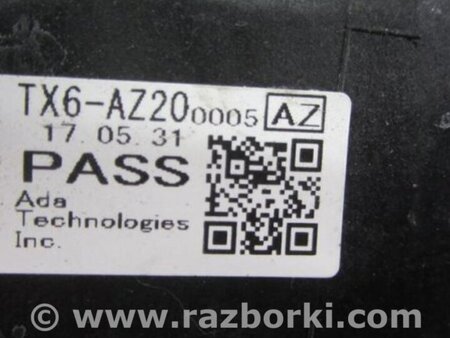 TX6-AZ20 0005 AZ
17.05.31
PASS
Ada
Technologies
Inc.
© www.razborki.com